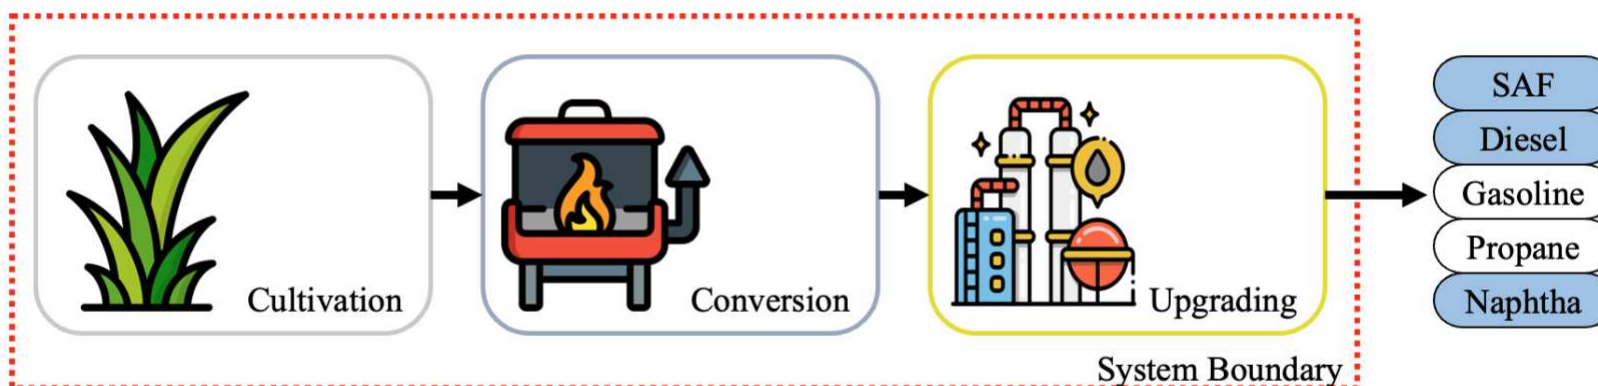 Cultivation
Conversion
Upgrading
System Boundary
SAF
Diesel
Gasoline
Propane
Naphtha